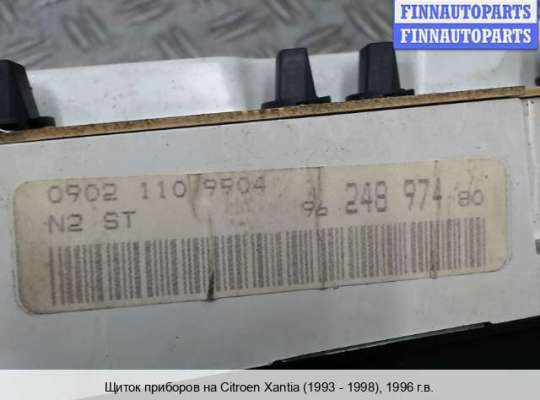 FINNAUTOPARTS
FINNAUTOPARTS
0902 110 9904
96 248 974 80
N2 ST
Щиток приборов на Citroen Xantia (1993 - 1998), 1996 г.в.